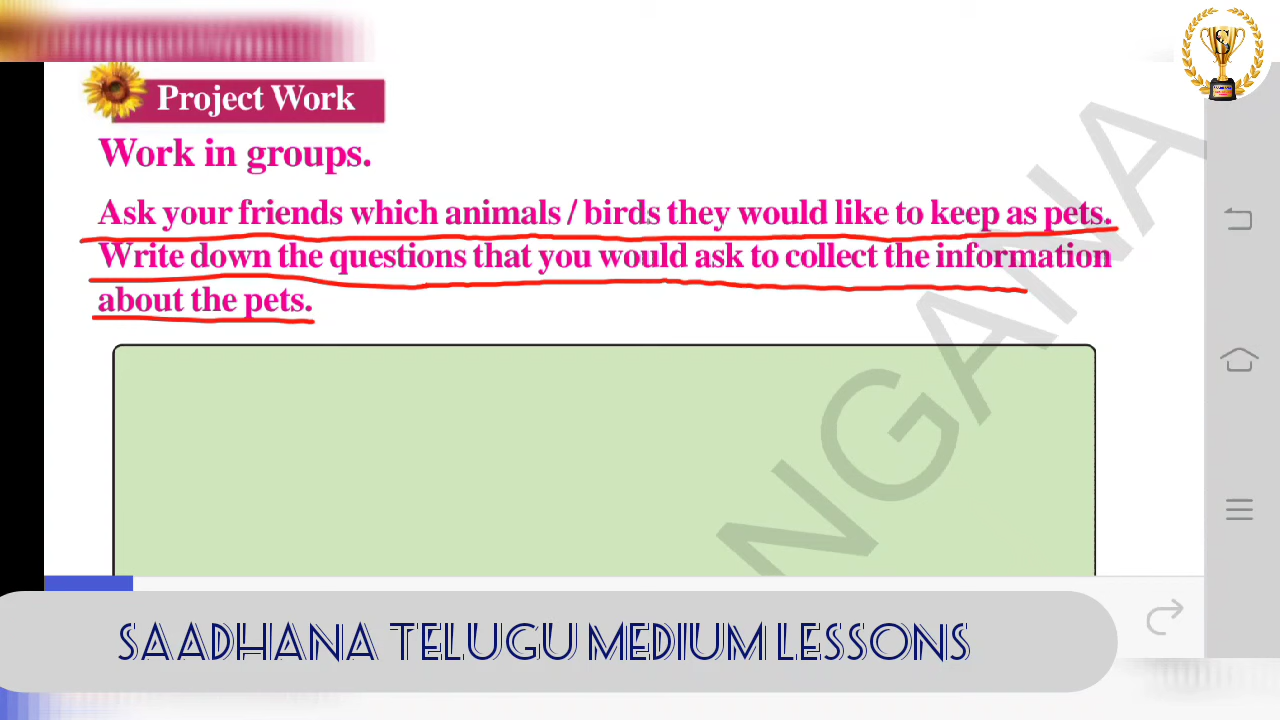 Project Work
Work in groups.
Ask your friends which animals / birds they would like to keep as pets.
Write down the questions that you would ask to collect the information
about the pets.
NGANA
SAADHANA TELUGU MEDIUM LESSONS